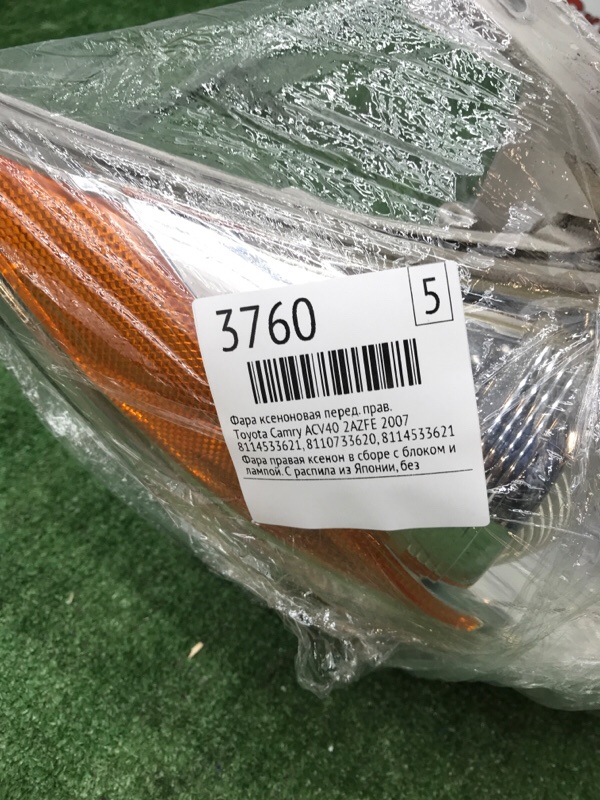 3760
5
Фара ксеноновая перед. прав.
Toyota Camry ACV40 2AZFE 2007
8114533621, 8110733620, 8114533621
Фара правая ксенон в сборе с блоком и
лампой. С распила из Японии, без